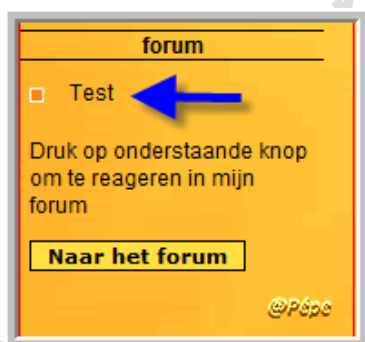 forum
Test
Druk op onderstaande knop
om te reageren in mijn
forum
Naar het forum
@Pépé